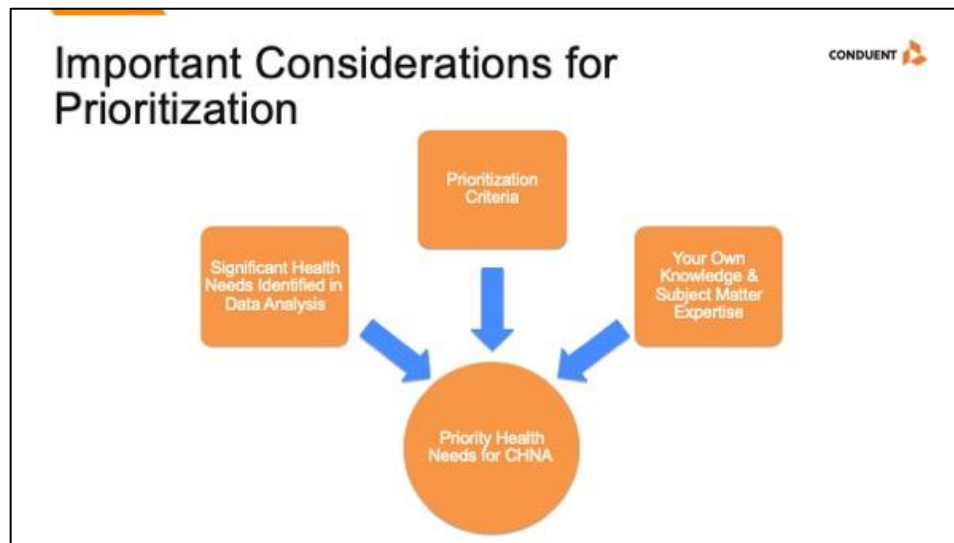 Important Considerations for
Prioritization
CONDUENT
Prioritization
Criteria
Significant Health
Needs Identified in
Data Analysis
Your Own
Knowledge &
Subject Matter
Expertise
Priority Health
Needs for CHNA